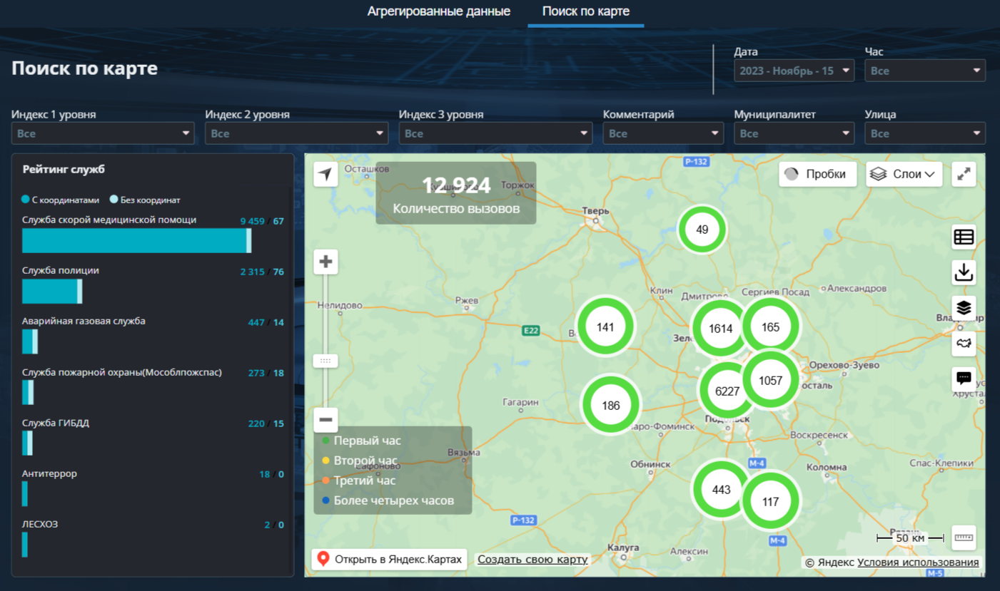 Агрегированные данные
Поиск по карте
Поиск по карте
Дата
2023 - Ноябрь - 15
Час
Все
Индекс 1 уровня
Все
Индекс 2 уровня
Все
Индекс 3 уровня
Все
Комментарий
Все
Муниципалитет
Все
Улица
Все
Рейтинг служб
С координатами
Без координат
Служба скорой медицинской помощи 9 459 / 67
Служба полиции 2 315 / 76
Аварийная газовая служба 447 / 14
Служба пожарной охраны(Мособлпожспас) 273 / 18
Служба ГИБДД 220 / 15
Антитеррор 18 / 0
ЛЕСХОЗ 2 / 0
12 924
Количество вызовов
Пробки
Слои
Осташков
Торжок
Р-132
Тверь
49
Клин
Дмитров
Сергиев Посад
Александров
Нелидово
Ржев
E22
141
1614
165
Орехово-Зуево
1057
6227
186
Гагарин
Подольск
Воскресенск
Вязьма
Сафоново
Обнинск
М-4
Коломна
Спас-Клепики
443
117
Первый час
Второй час
Третий час
Более четырех часов
Р-132
М-4
Калуга
Алексин
50 км
Открыть в Яндекс.Картах
Создать свою карту
© Яндекс Условия использования
М-5